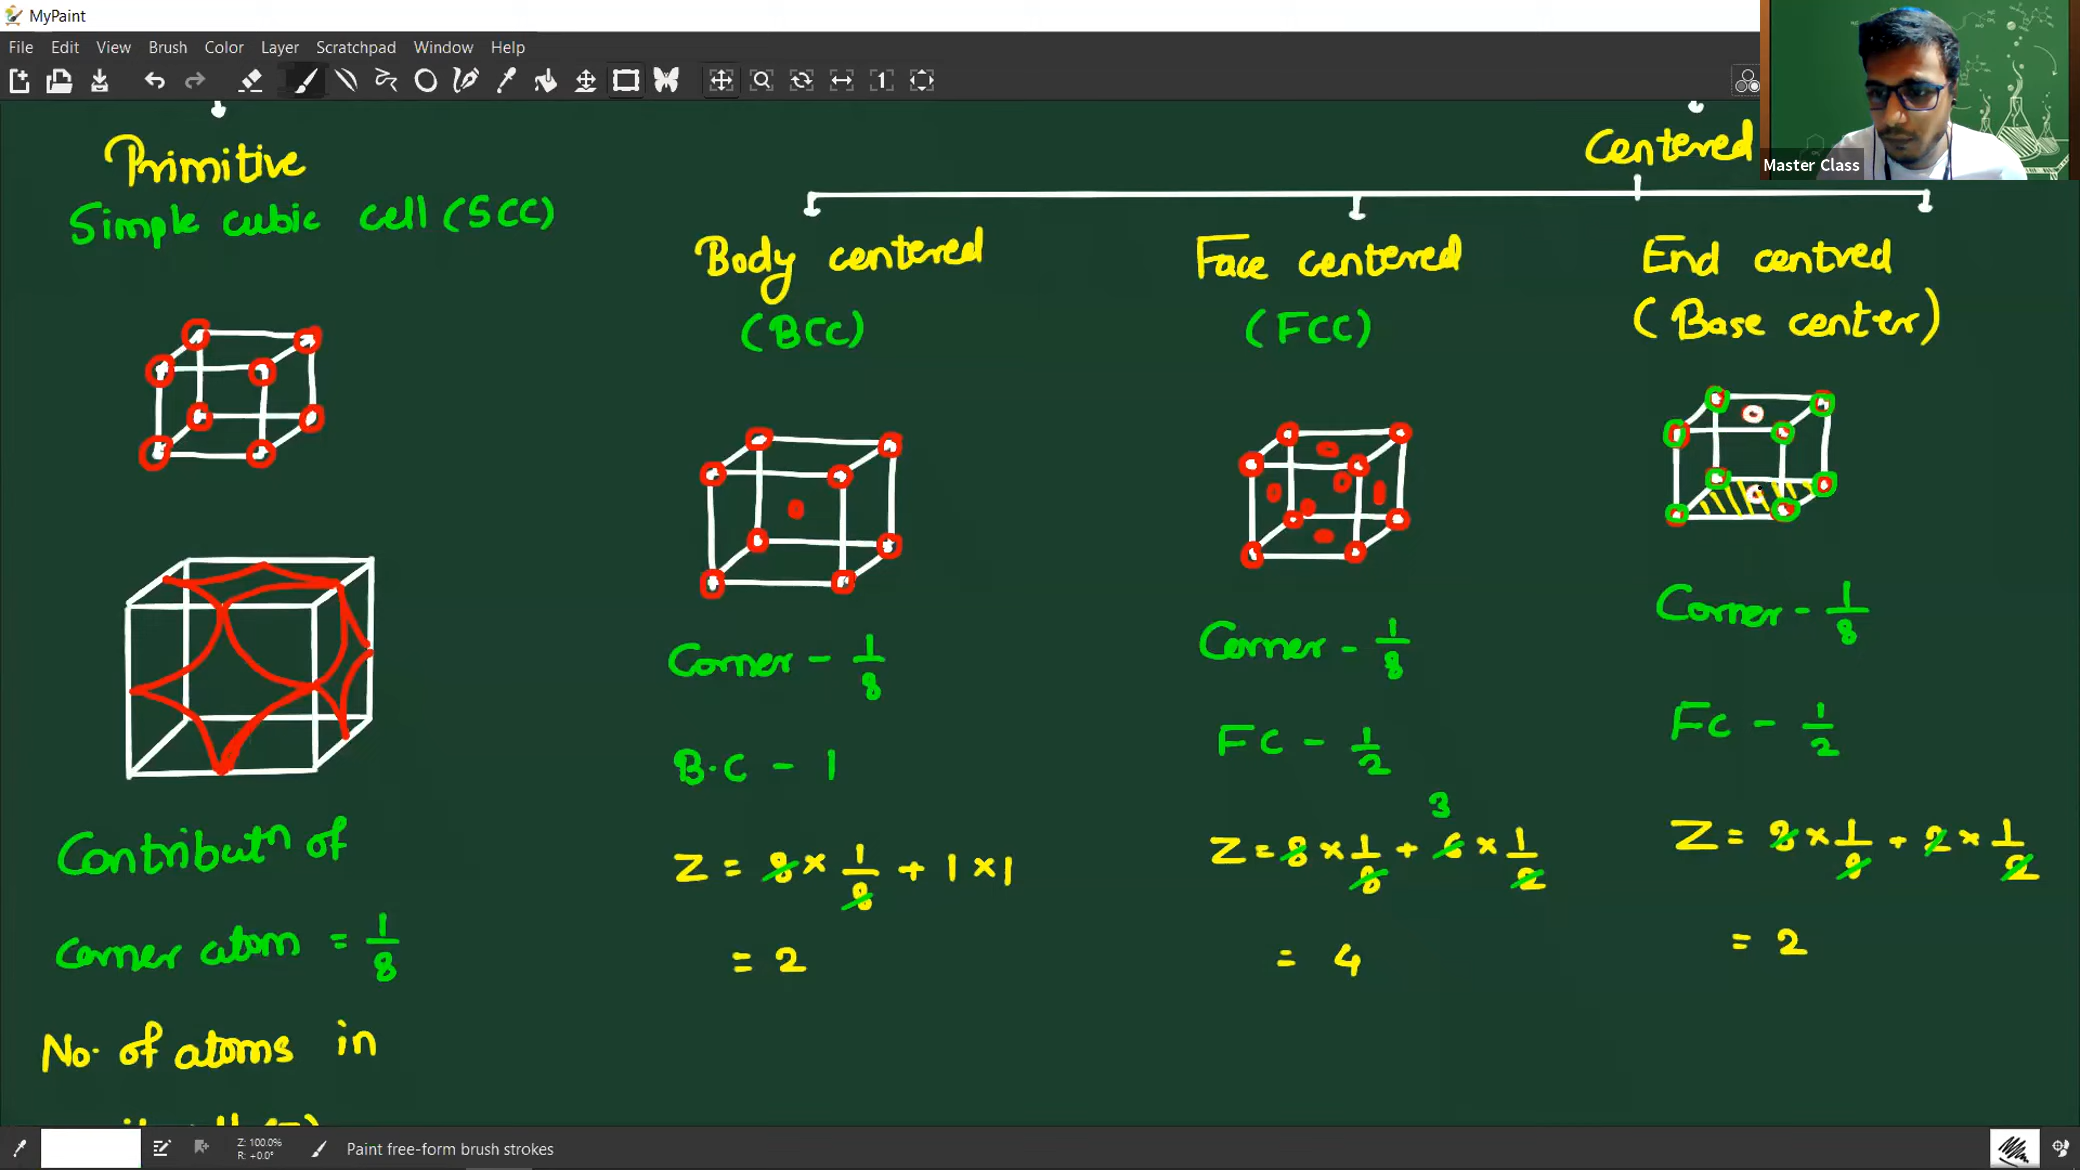 MyPaint
File Edit View Brush Color Layer Scratchpad Window Help
Master Class
Primitive
Simple cubic cell (SCC)
Contributn of
corner atom = 1/8
No. of atoms in
Centered
Body centered
(BCC)
Corner - 1/8
B.C - 1
Z = 8 × 1/8 + 1 × 1
= 2
Face centered
(FCC)
Corner - 1/8
FC - 1/2
3
Z = 8 × 1/8 + 6 × 1/2
= 4
End centred
(Base center)
Corner - 1/8
FC - 1/2
Z = 8 × 1/8 + 2 × 1/2
= 2
Z: 100.0%
R: +0.0°
Paint free-form brush strokes